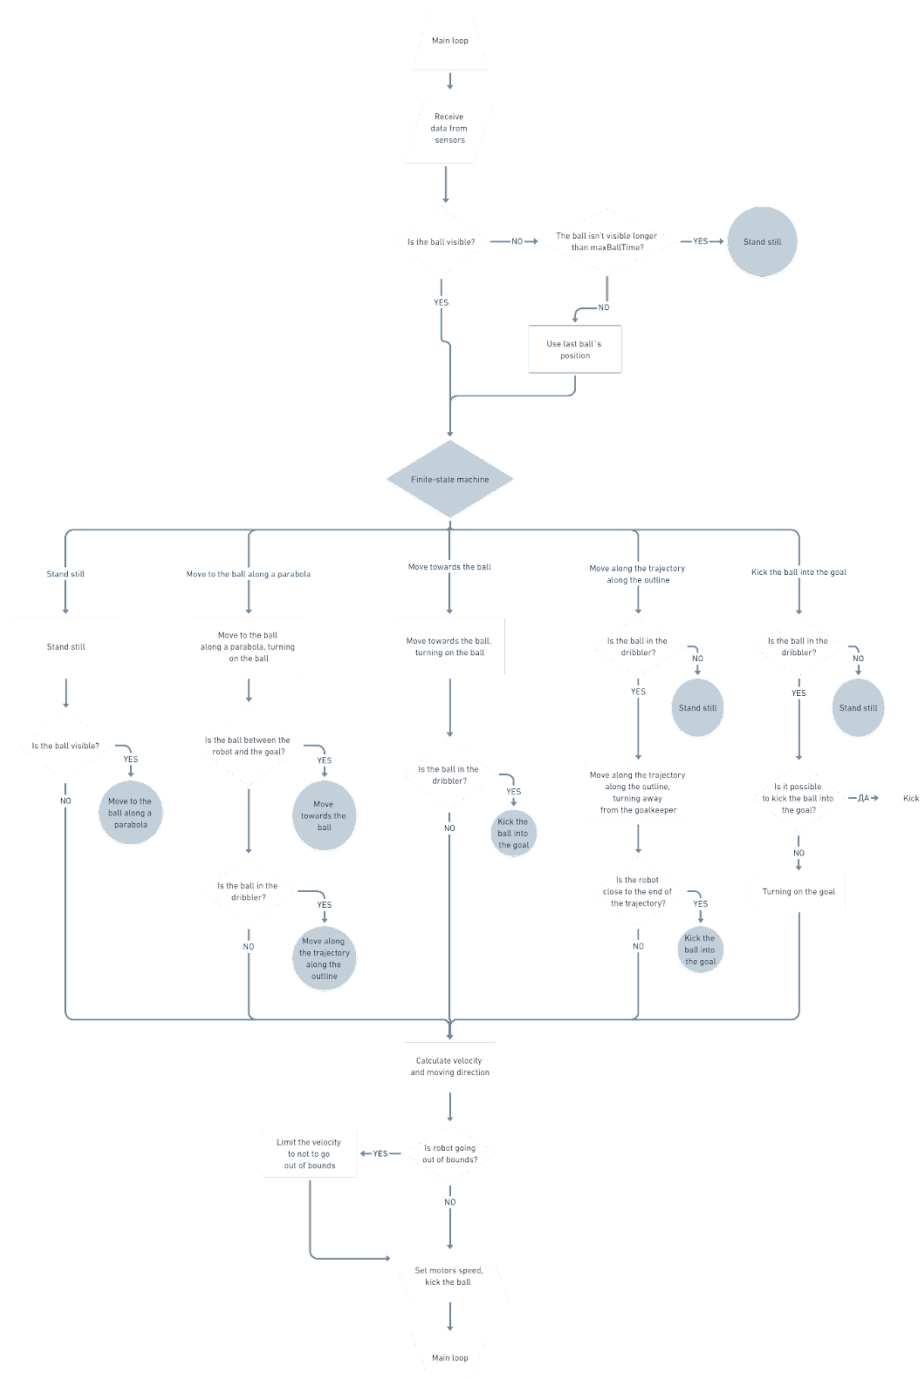 Main loop
Receive
data from
sensors
Is the ball visible?
NO
The ball isn't visible longer
than maxBallTime?
YES
Stand still
YES
NO
Use last ball`s
position
Finite-state machine
Stand still
Move to the ball along a parabola
Move towards the ball
Move along the trajectory
along the outline
Kick the ball into the goal
Stand still
Is the ball visible?
YES
Move to the
ball along a
parabola
NO
Move to the ball
along a parabola, turning
on the ball
Is the ball between the
robot and the goal?
YES
Move
towards the
ball
Is the ball in the
dribbler?
YES
Move along
the trajectory
along the
outline
NO
Move towards the ball,
turning on the ball
Is the ball in the
dribbler?
YES
Kick the
ball into
the goal
NO
Is the ball in the
dribbler?
NO
Stand still
YES
Move along the trajectory
along the outline,
turning away
from the goalkeeper
Is the robot
close to the end of
the trajectory?
YES
Kick the
ball into
the goal
NO
Is the ball in the
dribbler?
NO
Stand still
YES
Is it possible
to kick the ball into
the goal?
ДА
Kick
NO
Turning on the goal
Calculate velocity
and moving direction
Is robot going
out of bounds?
YES
Limit the velocity
to not to go
out of bounds
NO
Set motors speed,
kick the ball
Main loop